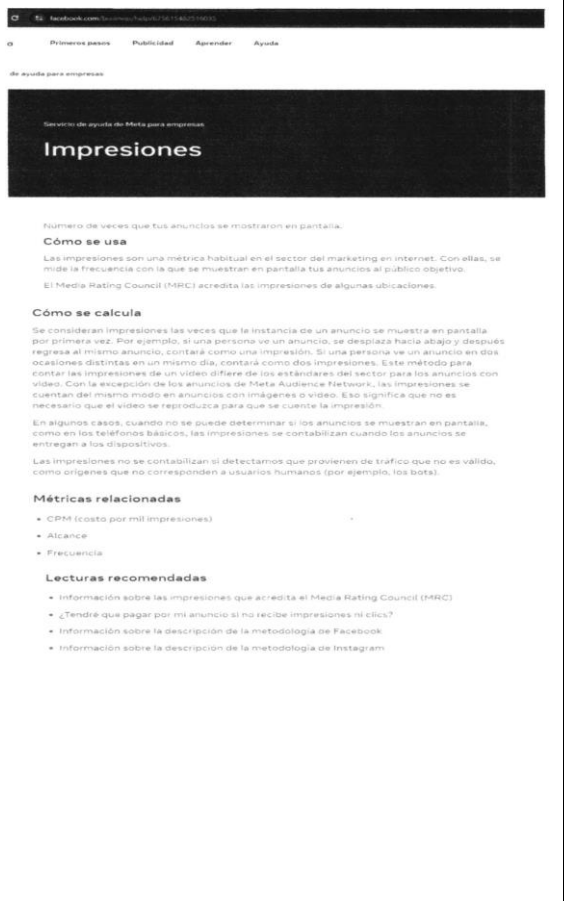 facebook.com/business/help/675615482519035
Primeros pasos Publicidad Aprender Ayuda
de ayuda para empresas
Servicio de ayuda de Meta para empresas
Impresiones
Número de veces que tus anuncios se mostraron en pantalla.
Cómo se usa
Las impresiones son una métrica habitual en el sector del marketing en internet. Con ellas, se
mide la frecuencia con la que se muestran en pantalla tus anuncios al público objetivo.
El Media Rating Council (MRC) acredita las impresiones de algunas ubicaciones.
Cómo se calcula
Se consideran impresiones las veces que la instancia de un anuncio se muestra en pantalla
por primera vez. Por ejemplo, si una persona ve un anuncio, se desplaza hacia abajo y después
regresa al mismo anuncio, contará como una impresión. Si una persona ve un anuncio en dos
ocasiones distintas en un mismo día, contará como dos impresiones. Este método para
contar las impresiones de un video difiere de los estándares del sector para los anuncios con
video. Con la excepción de los anuncios de Meta Audience Network, las impresiones se
cuentan del mismo modo en anuncios con imágenes o video. Eso significa que no es
necesario que el video se reproduzca para que se cuente la impresión.
En algunos casos, cuando no se puede determinar si los anuncios se muestran en pantalla,
como en los teléfonos básicos, las impresiones se contabilizan cuando los anuncios se
entregan a los dispositivos.
Las impresiones no se contabilizan si detectamos que provienen de tráfico que no es válido,
como orígenes que no corresponden a usuarios humanos (por ejemplo, los bots).
Métricas relacionadas
• CPM (costo por mil impresiones)
• Alcance
• Frecuencia
Lecturas recomendadas
• Información sobre las impresiones que acredita el Media Rating Council (MRC)
• ¿Tendré que pagar por mi anuncio si no recibe impresiones ni clics?
• Información sobre la descripción de la metodología de Facebook
• Información sobre la descripción de la metodología de Instagram